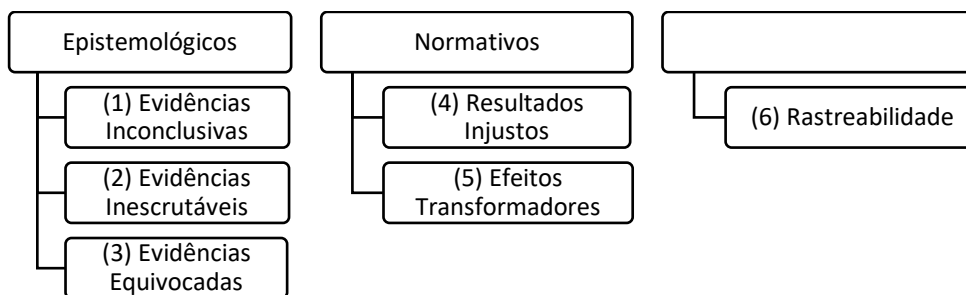 Epistemológicos
(1) Evidências
Inconclusivas
(2) Evidências
Inescrutáveis
(3) Evidências
Equivocadas
Normativos
(4) Resultados
Injustos
(5) Efeitos
Transformadores
(6) Rastreabilidade